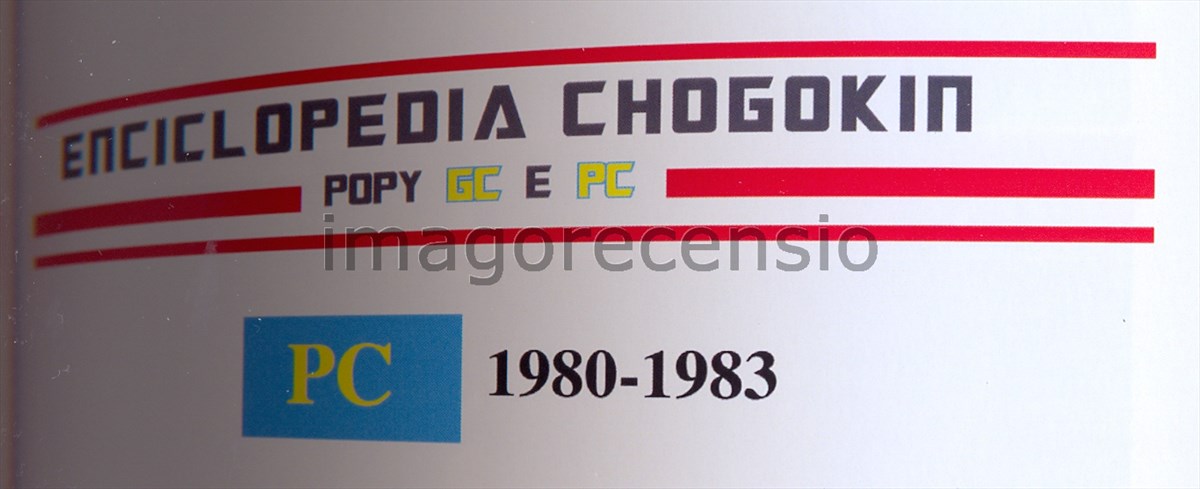 ENCICLOPEDIA CHOGOKIN
POPY GC E PC
imagorecensio
PC 1980-1983